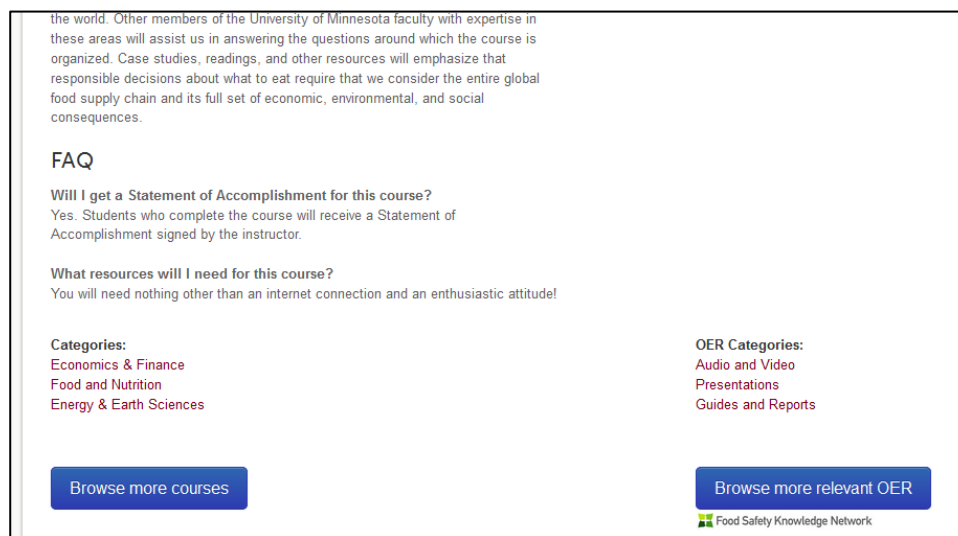 the world. Other members of the University of Minnesota faculty with expertise in
these areas will assist us in answering the questions around which the course is
organized. Case studies, readings, and other resources will emphasize that
responsible decisions about what to eat require that we consider the entire global
food supply chain and its full set of economic, environmental, and social
consequences.
FAQ
Will I get a Statement of Accomplishment for this course?
Yes. Students who complete the course will receive a Statement of
Accomplishment signed by the instructor.
What resources will I need for this course?
You will need nothing other than an internet connection and an enthusiastic attitude!
Categories:
Economics & Finance
Food and Nutrition
Energy & Earth Sciences
Browse more courses
OER Categories:
Audio and Video
Presentations
Guides and Reports
Browse more relevant OER
Food Safety Knowledge Network